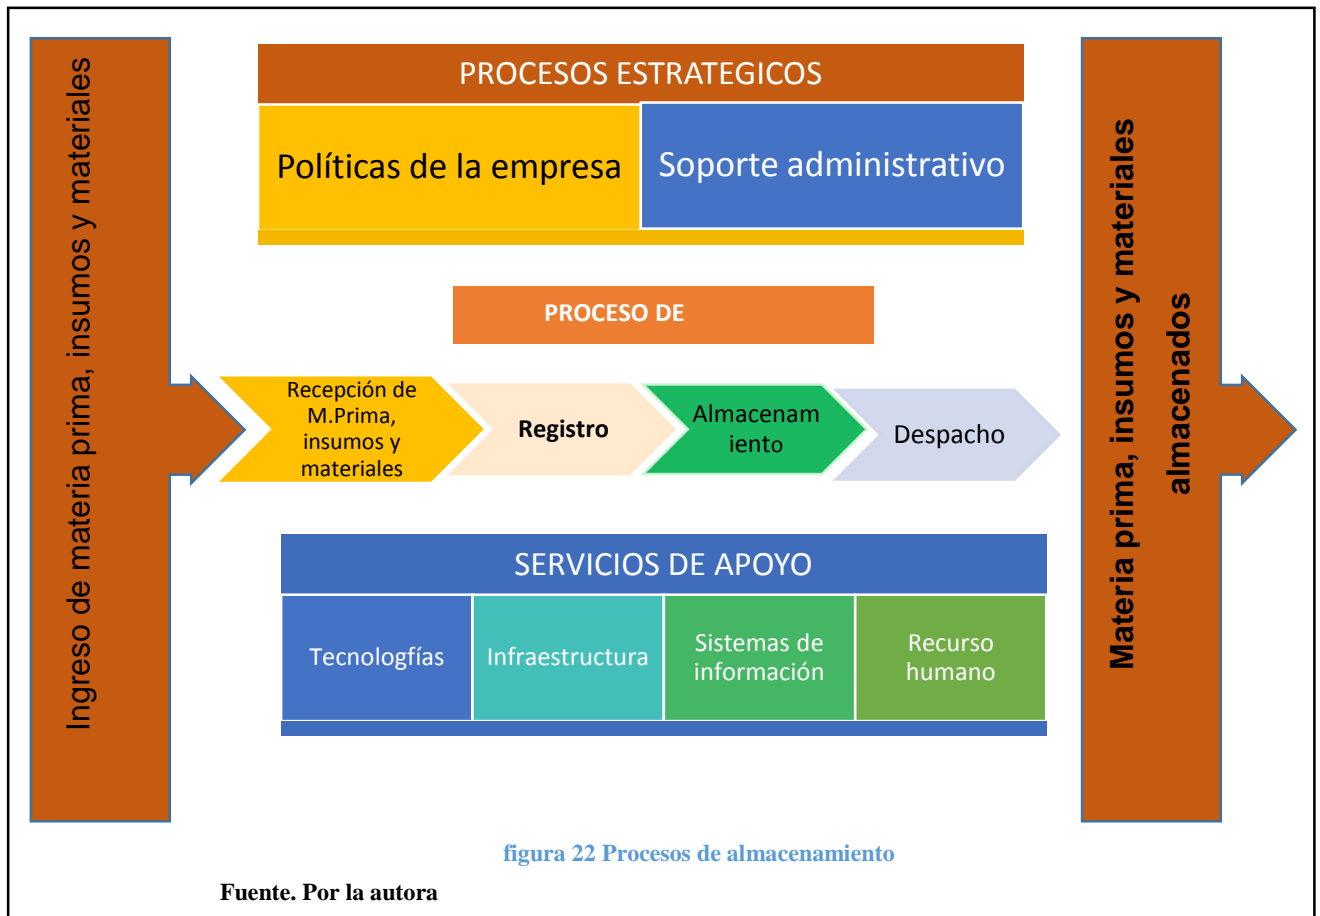 Ingreso de materia prima, insumos y materiales
PROCESOS ESTRATEGICOS
Políticas de la empresa
Soporte administrativo
PROCESO DE
Recepción de
M.Prima,
insumos y
materiales
Registro
Almacenam
iento
Despacho
SERVICIOS DE APOYO
Tecnologfías
Infraestructura
Sistemas de
información
Recurso
humano
Materia prima, insumos y materiales
almacenados
figura 22 Procesos de almacenamiento
Fuente. Por la autora